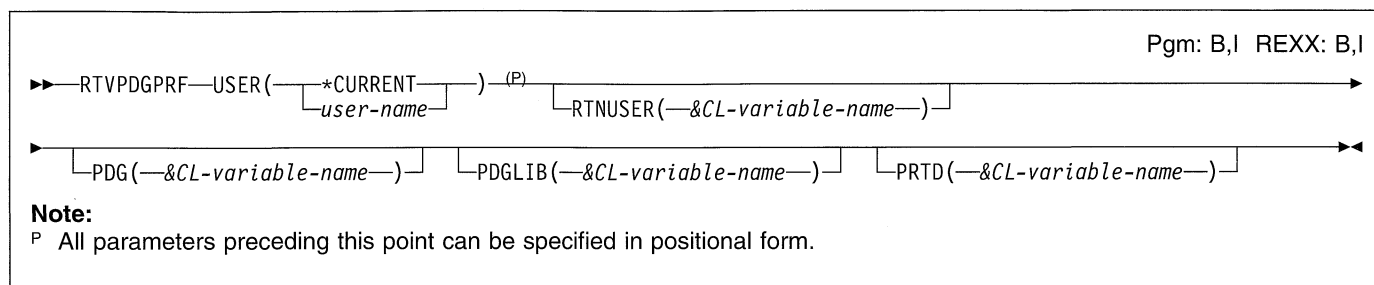 Pgm: B,I REXX: B,I
RTVPDGPRF USER( *CURRENT ) (P)
user-name RTNUSER( &CL-variable-name )
PDG( &CL-variable-name ) PDGLIB( &CL-variable-name ) PRTD( &CL-variable-name )
Note:
P All parameters preceding this point can be specified in positional form.